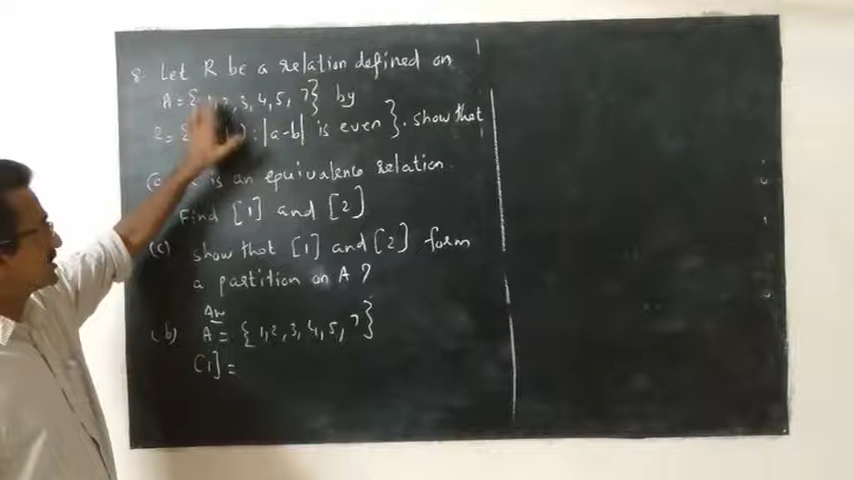 8. Let R be a relation defined on
A = { 1, 2, 3, 4, 5, 7 } by
R = { : |a-b| is even }. show that
(a) is an equivalence relation.
Find [1] and [2]
(c) show that [1] and [2] form
a partition on A ?
Ans
(b) A = { 1, 2, 3, 4, 5, 7 }
[1] =